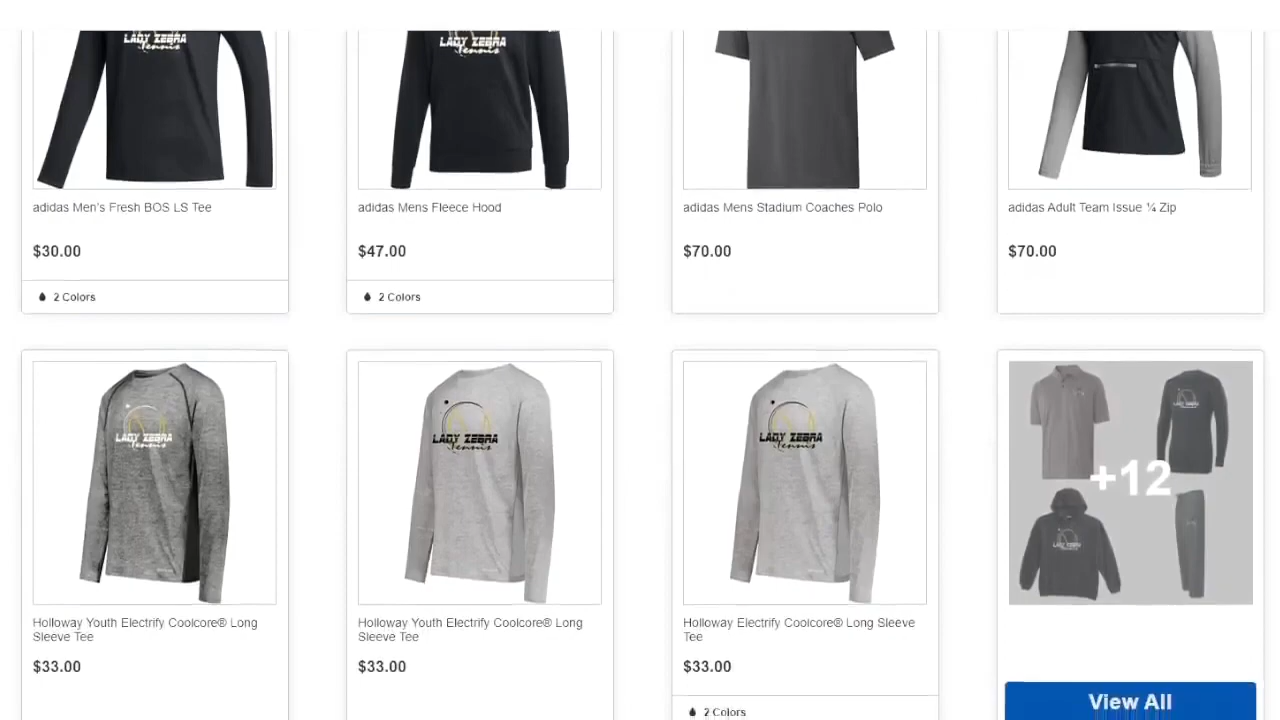 LADY ZEBRA
Tennis
LADY ZEBRA
Tennis
adidas Men's Fresh BOS LS Tee
adidas Mens Fleece Hood
adidas Mens Stadium Coaches Polo
adidas Adult Team Issue ¼ Zip
$30.00
$47.00
$70.00
$70.00
2 Colors
2 Colors
LADY ZEBRA
Tennis
LADY ZEBRA
Tennis
LADY ZEBRA
Tennis
LADY ZEBRA
LADY ZEBRA
+12
Holloway Youth Electrify Coolcore® Long
Sleeve Tee
Holloway Youth Electrify Coolcore® Long
Sleeve Tee
Holloway Electrify Coolcore® Long Sleeve
Tee
$33.00
$33.00
$33.00
2 Colors
View All